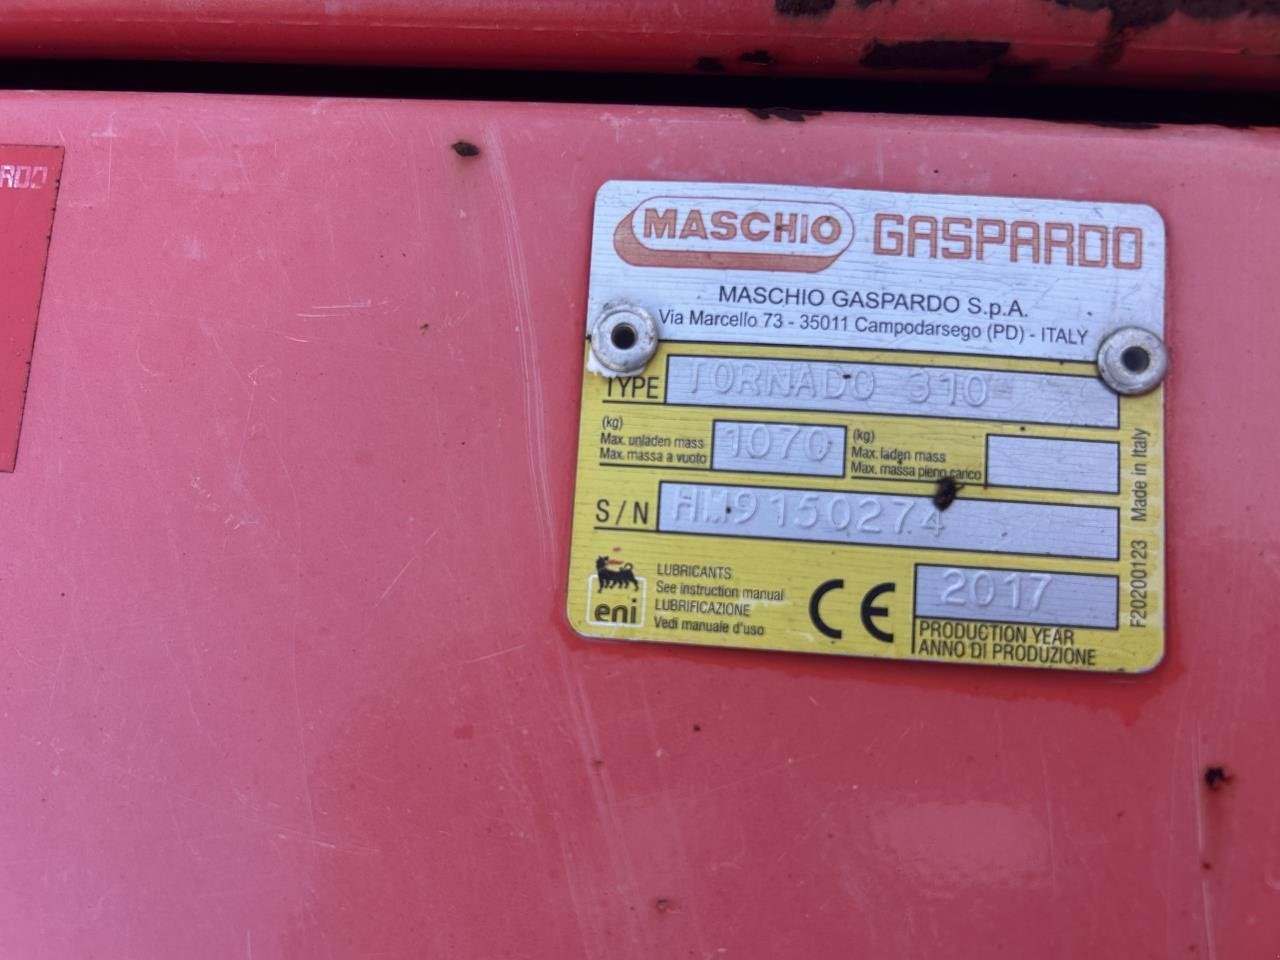 RDO
MASCHIO GASPARDO
MASCHIO GASPARDO S.p.A.
Via Marcello 73 - 35011 Campodarsego (PD) - ITALY
TYPE TORNADO 310
(kg)
Max. unladen mass
Max. massa a vuoto
1070
(kg)
Max. laden mass
Max. massa pieno carico
S/N HM9150274
eni
LUBRICANTS
See instruction manual
LUBRIFICAZIONE
Vedi manuale d'uso
CE
2017
PRODUCTION YEAR
ANNO DI PRODUZIONE
F20200123 Made in Italy